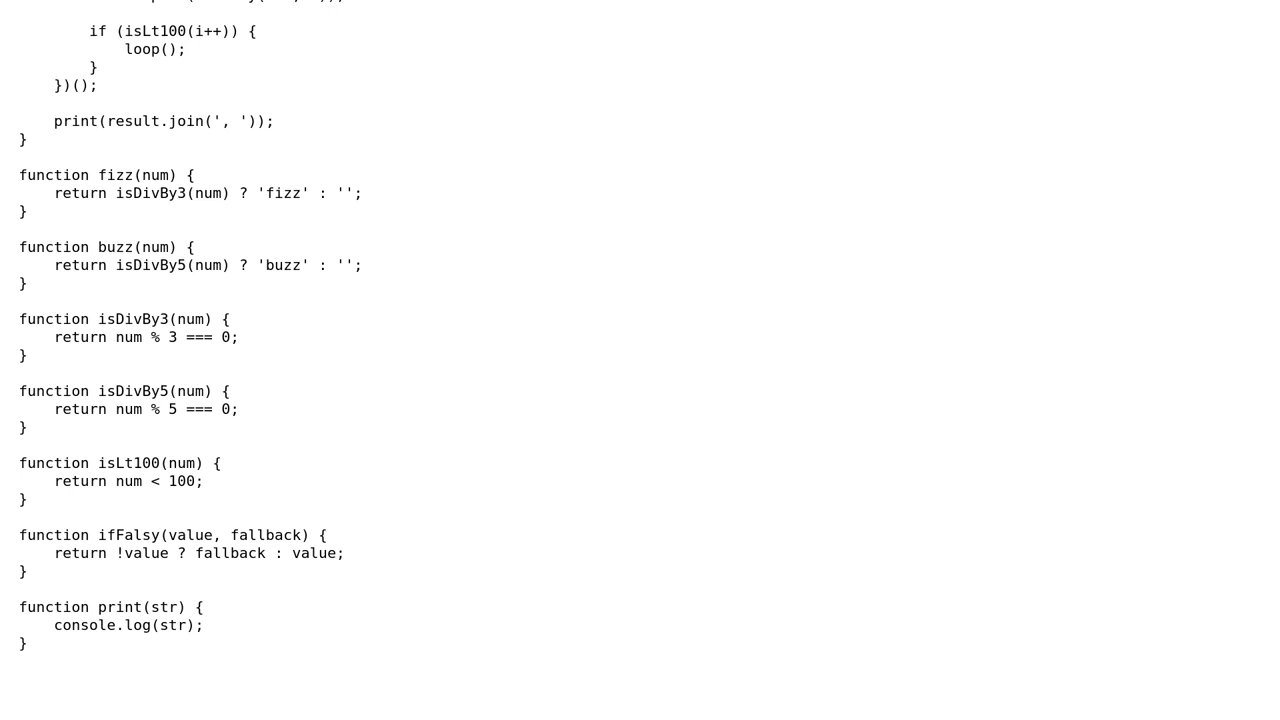 if (isLt100(i++)) {
loop();
}
})();
print(result.join(', '));
}
function fizz(num) {
return isDivBy3(num) ? 'fizz' : '';
}
function buzz(num) {
return isDivBy5(num) ? 'buzz' : '';
}
function isDivBy3(num) {
return num % 3 === 0;
}
function isDivBy5(num) {
return num % 5 === 0;
}
function isLt100(num) {
return num < 100;
}
function ifFalsy(value, fallback) {
return !value ? fallback : value;
}
function print(str) {
console.log(str);
}